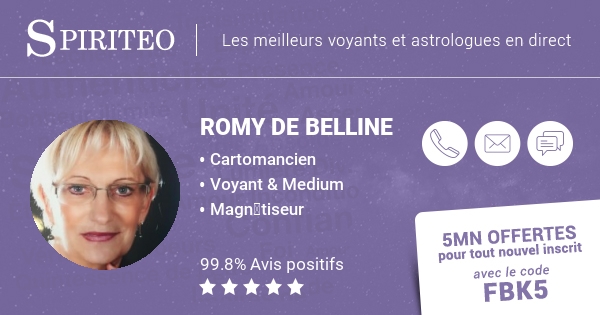 SPIRITEO
Les meilleurs voyants et astrologues en direct
ROMY DE BELLINE
• Cartomancien
• Voyant & Medium
• Magn▯tiseur
99.8% Avis positifs
5MN OFFERTES
pour tout nouvel inscrit
avec le code
FBK5